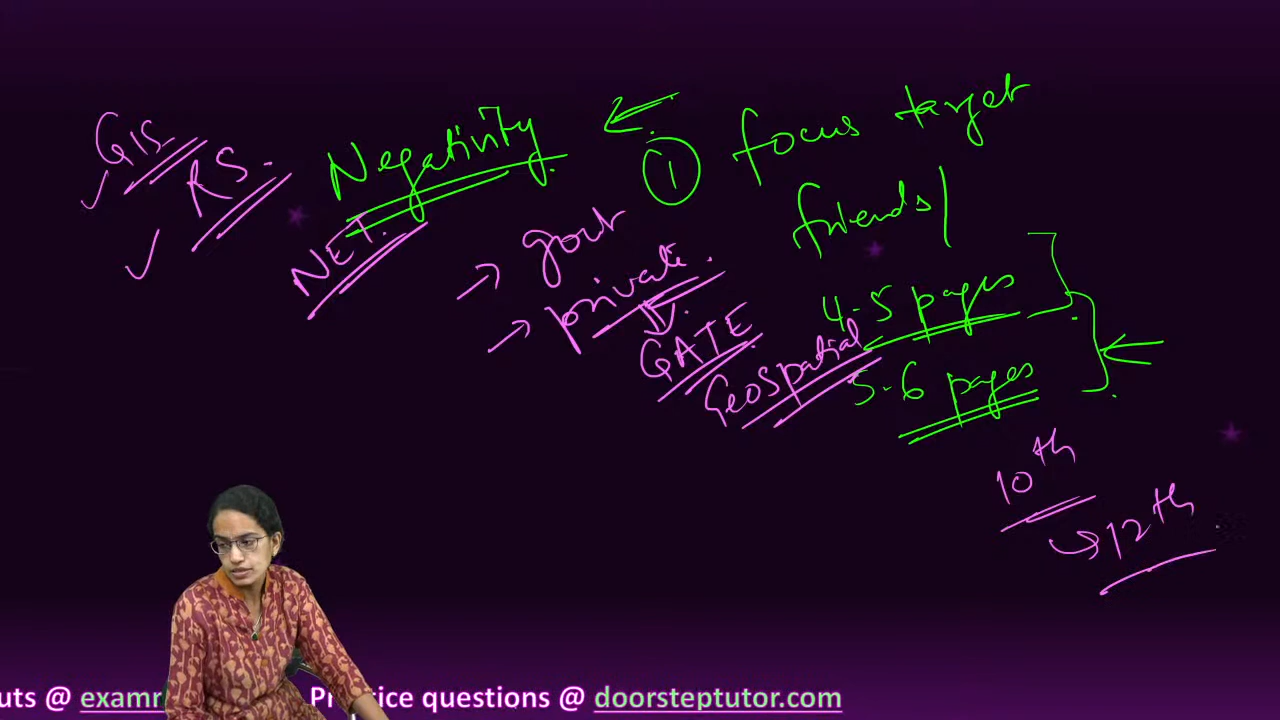 GIS
RS.
Negativity
① focus target
friends/
NET.
→ govt
→ private.
GATE
GeoSpatial
4-5 pages
5-6 pages
10th
12th
uts @ examr
Practice questions @ doorsteptutor.com